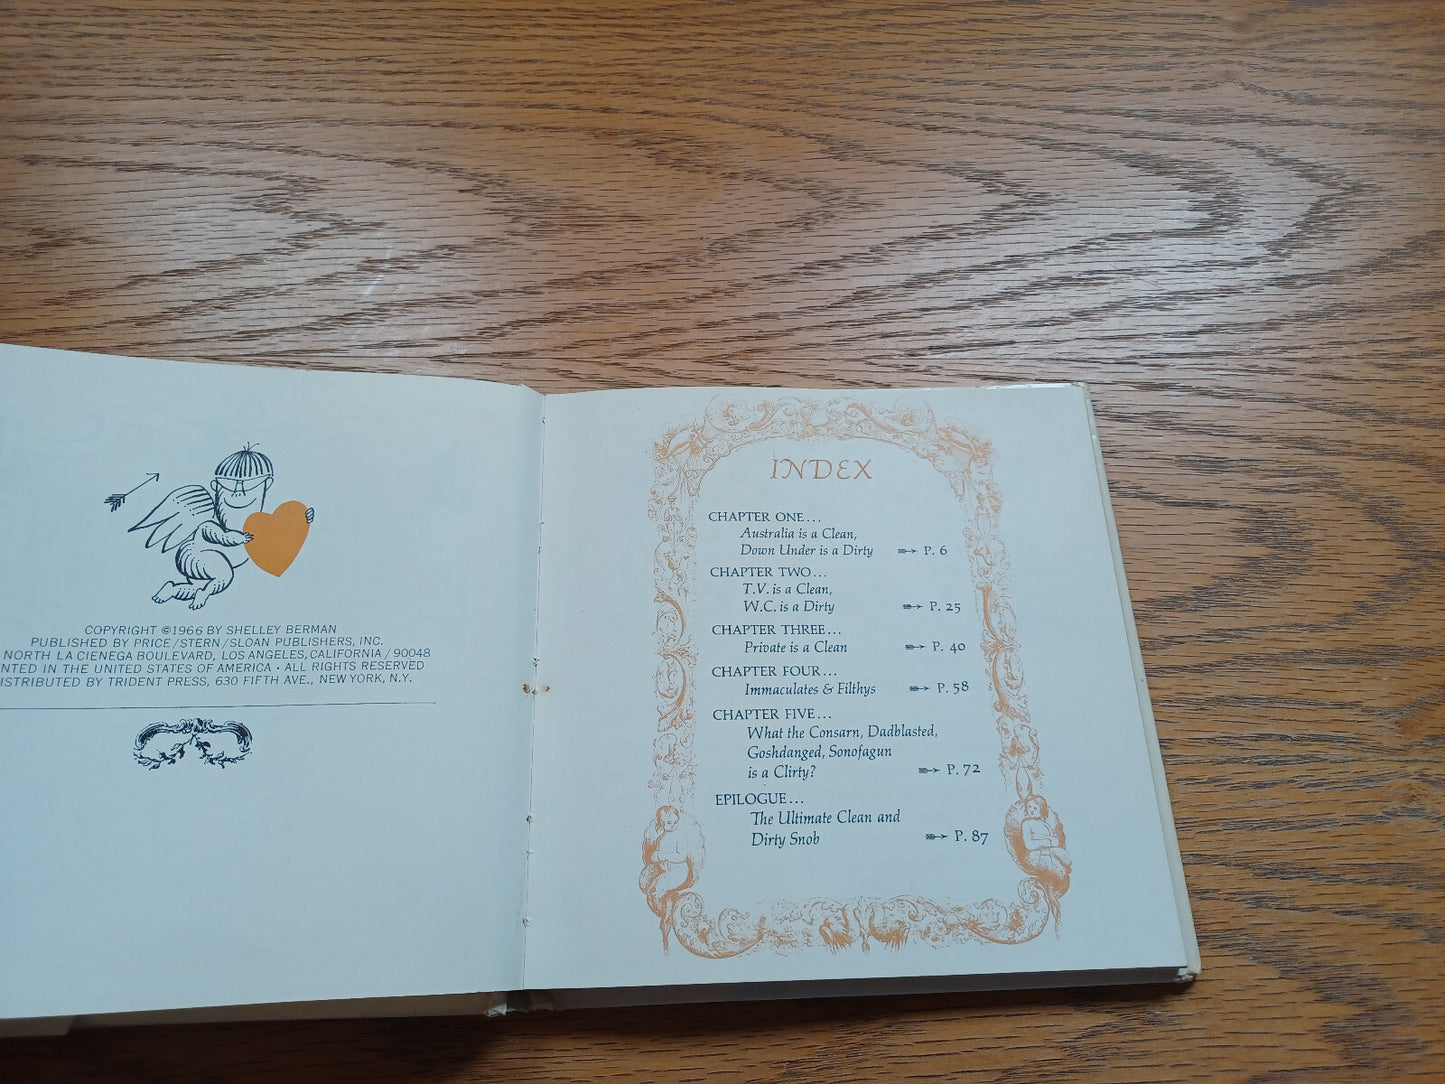 COPYRIGHT ©1966 BY SHELLEY BERMAN
PUBLISHED BY PRICE/STERN/SLOAN PUBLISHERS, INC.
NORTH LA CIENEGA BOULEVARD, LOS ANGELES, CALIFORNIA/90048
NTED IN THE UNITED STATES OF AMERICA • ALL RIGHTS RESERVED
ISTRIBUTED BY TRIDENT PRESS, 630 FIFTH AVE., NEW YORK, N.Y.
INDEX
CHAPTER ONE...
Australia is a Clean,
Down Under is a Dirty P. 6
CHAPTER TWO...
T.V. is a Clean,
W.C. is a Dirty P. 25
CHAPTER THREE...
Private is a Clean P. 40
CHAPTER FOUR...
Immaculates & Filthys P. 58
CHAPTER FIVE...
What the Consarn, Dadblasted,
Goshdanged, Sonofagun
is a Clirty? P. 72
EPILOGUE...
The Ultimate Clean and
Dirty Snob P. 87